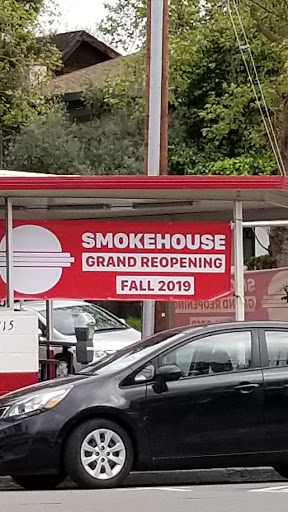 SMOKEHOUSE
GRAND REOPENING
FALL 2019